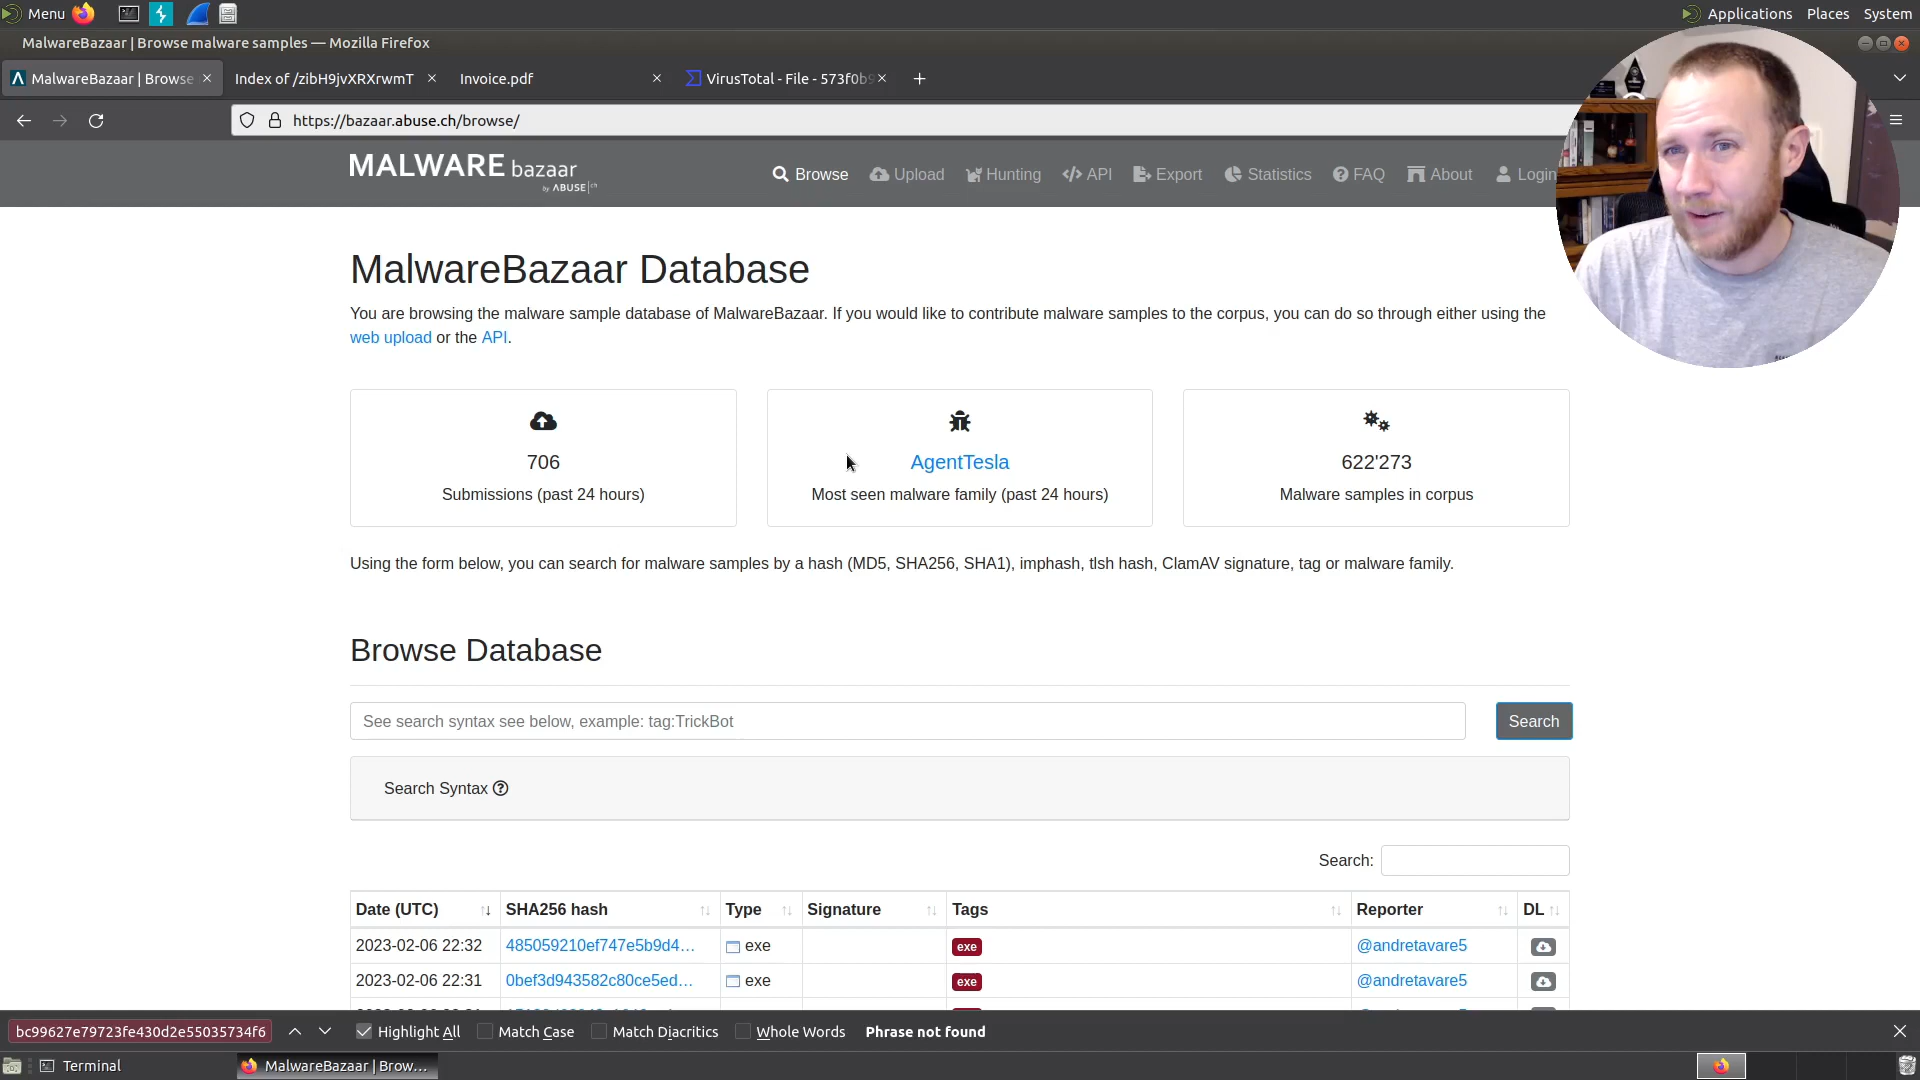 Menu
Applications Places System
MalwareBazaar | Browse malware samples — Mozilla Firefox
MalwareBazaar | Browse
Index of /zibH9jvXRXrwmT
Invoice.pdf
VirusTotal - File - 573f0b9
https://bazaar.abuse.ch/browse/
MALWARE bazaar
by ABUSE|ch
Browse Upload Hunting API Export Statistics FAQ About Login
MalwareBazaar Database
You are browsing the malware sample database of MalwareBazaar. If you would like to contribute malware samples to the corpus, you can do so through either using the
web upload or the API.
706
Submissions (past 24 hours)
AgentTesla
Most seen malware family (past 24 hours)
622'273
Malware samples in corpus
Using the form below, you can search for malware samples by a hash (MD5, SHA256, SHA1), imphash, tlsh hash, ClamAV signature, tag or malware family.
Browse Database
See search syntax see below, example: tag:TrickBot
Search
Search Syntax
Search:
Date (UTC) SHA256 hash Type Signature Tags Reporter DL
2023-02-06 22:32 485059210ef747e5b9d4… exe exe @andretavare5
2023-02-06 22:31 0bef3d943582c80ce5ed… exe exe @andretavare5
bc99627e79723fe430d2e55035734f6 Highlight All Match Case Match Diacritics Whole Words Phrase not found
Terminal
MalwareBazaar | Brow...